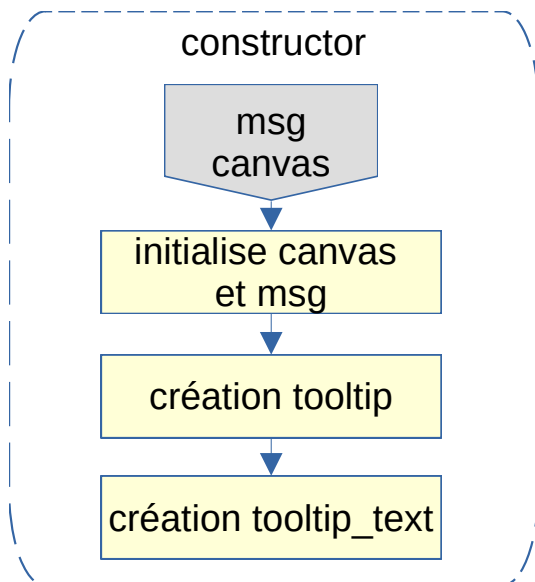 constructor
msg
canvas
initialise canvas
et msg
création tooltip
création tooltip_text